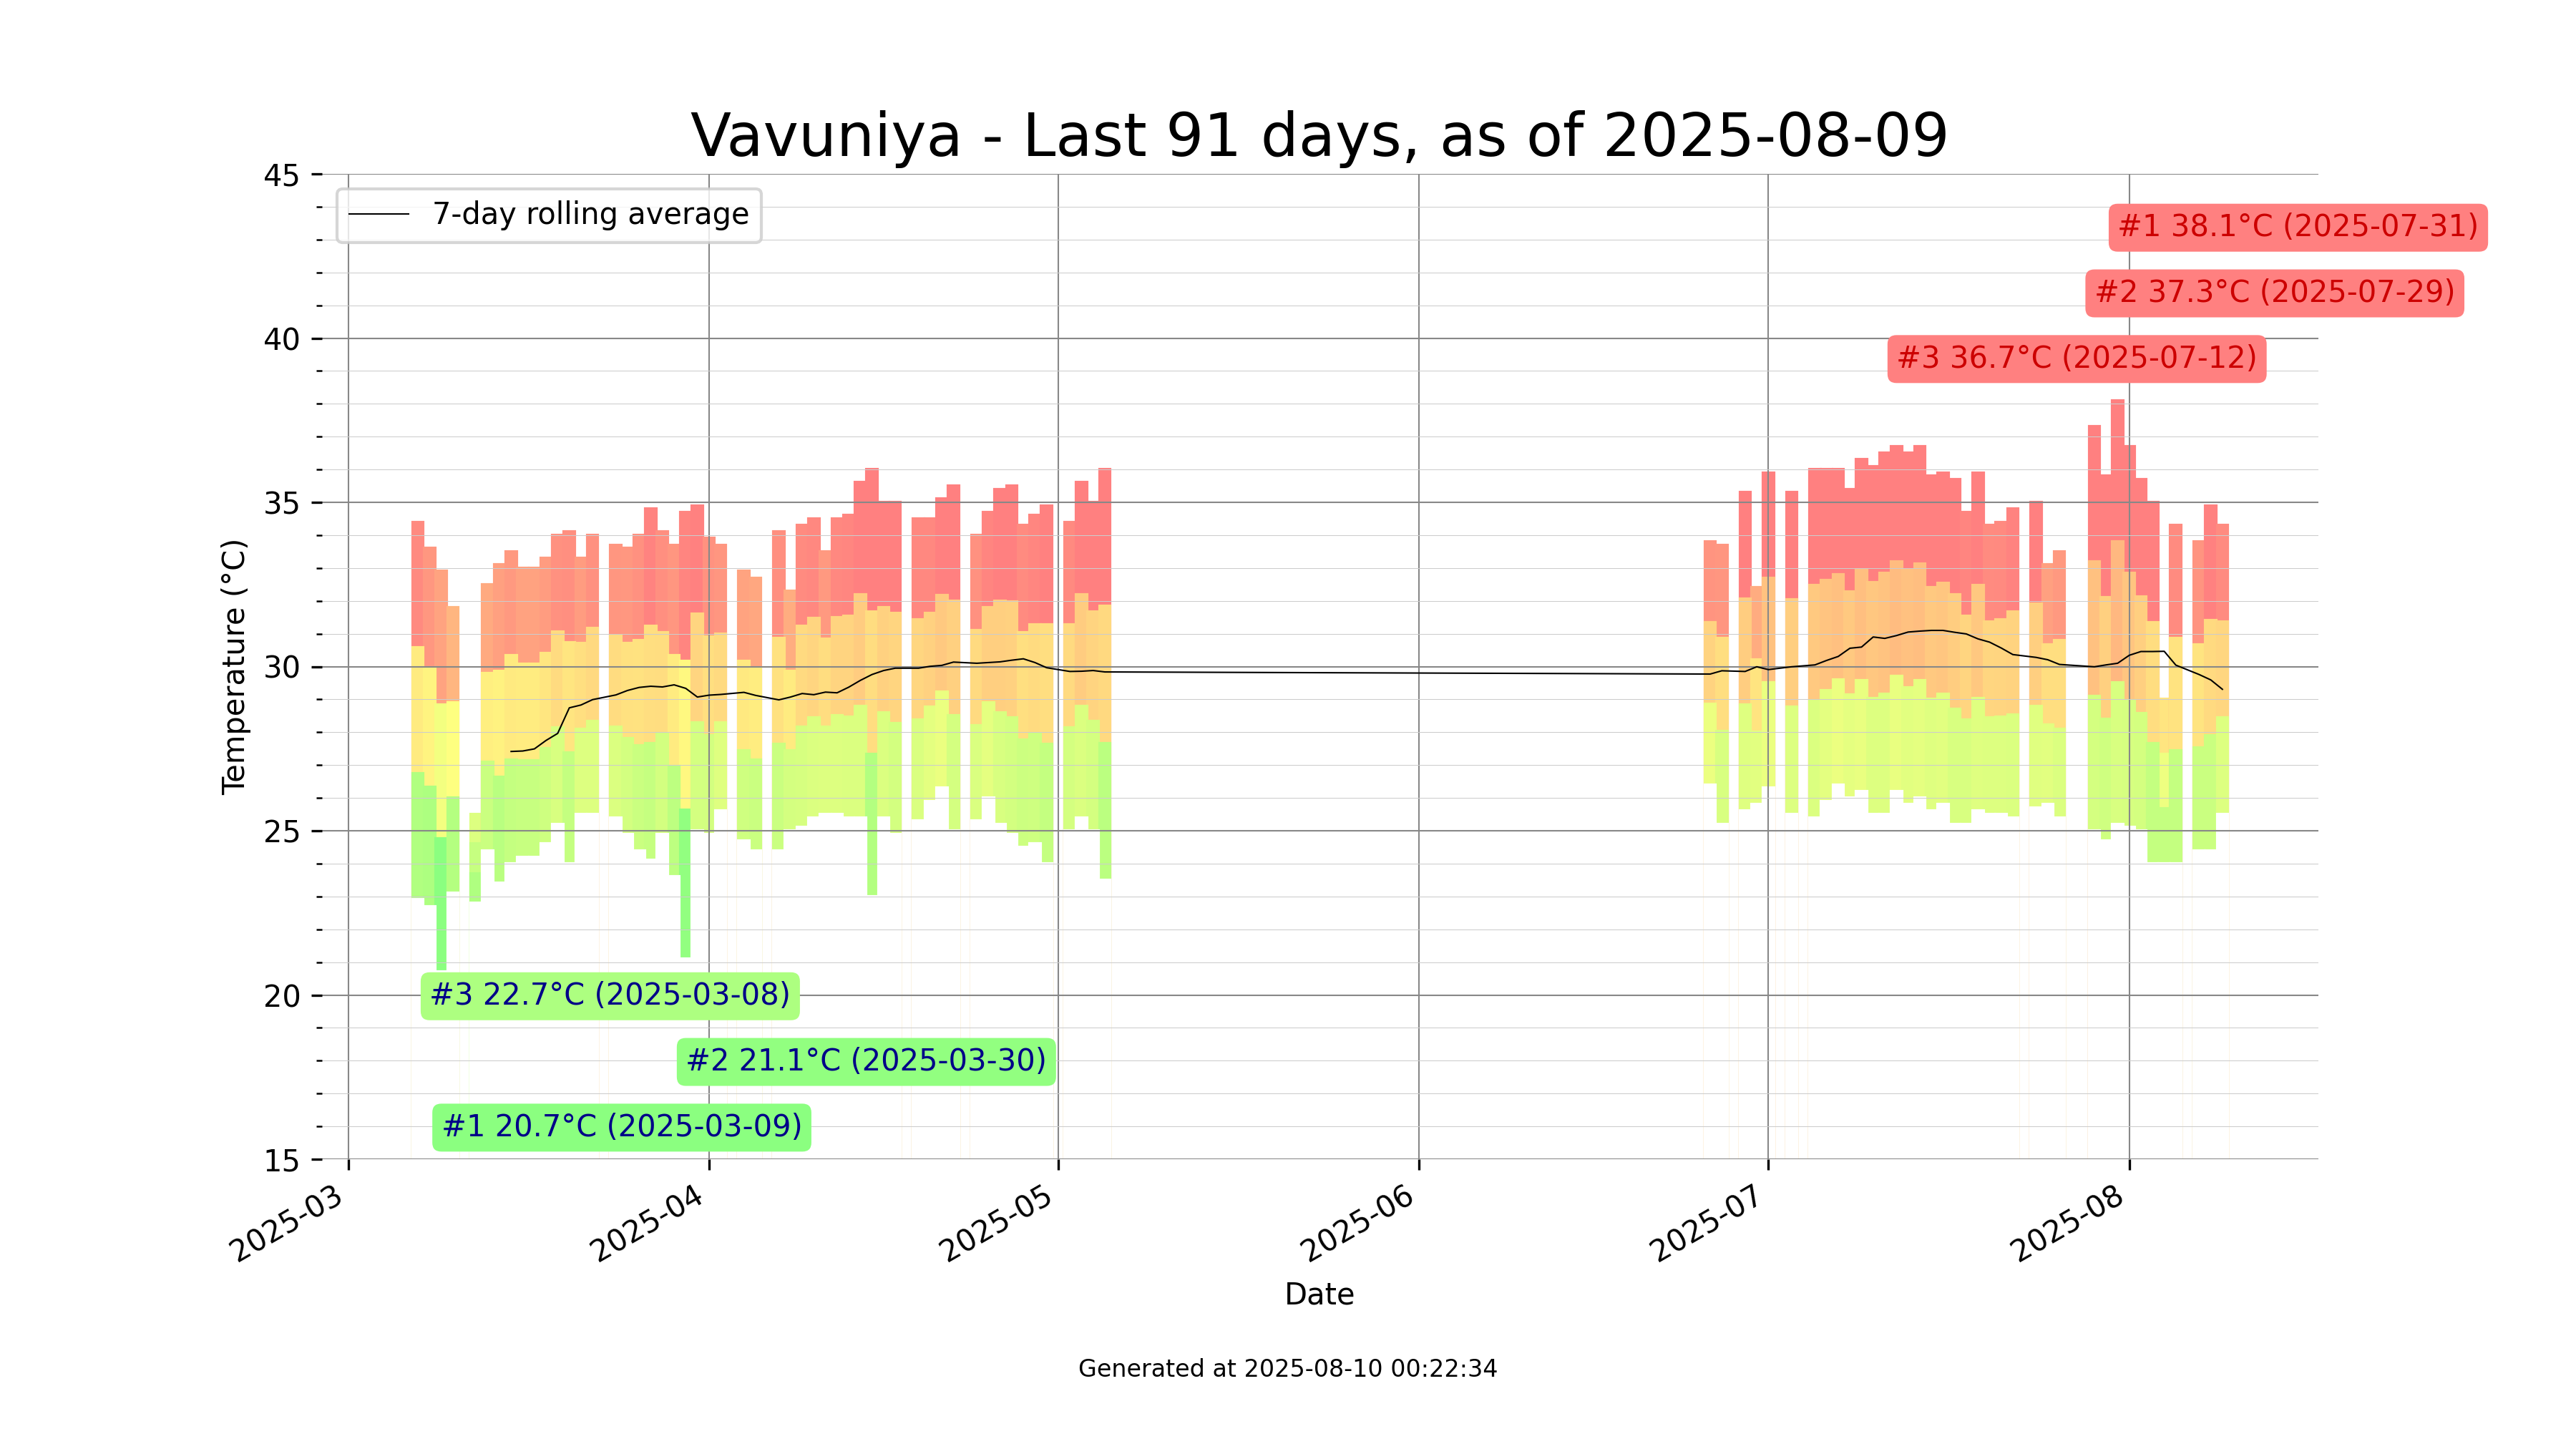 Vavuniya - Last 91 days, as of 2025-08-09
7-day rolling average
#1 38.1°C (2025-07-31)
#2 37.3°C (2025-07-29)
#3 36.7°C (2025-07-12)
45
40
35
30
25
20
15
Temperature (°C)
#3 22.7°C (2025-03-08)
#2 21.1°C (2025-03-30)
#1 20.7°C (2025-03-09)
2025-03
2025-04
2025-05
2025-06
2025-07
2025-08
Date
Generated at 2025-08-10 00:22:34